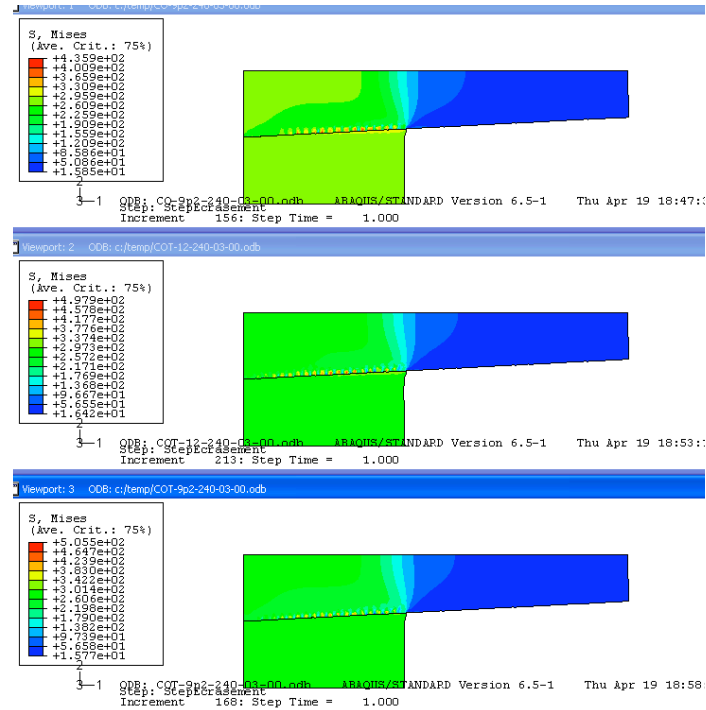 Viewport: 1 ODB: c:/temp/CO-9p2-240-03-00.odb
S, Mises
(Ave. Crit.: 75%)
+4.359e+02
+4.009e+02
+3.659e+02
+3.309e+02
+2.959e+02
+2.609e+02
+2.259e+02
+1.909e+02
+1.559e+02
+1.209e+02
+8.586e+01
+5.086e+01
+1.585e+01
2
3 1
ODB: CO-9p2-240-03-00.odb ABAQUS/STANDARD Version 6.5-1 Thu Apr 19 18:47:
Step: StepEcrasement
Increment 156: Step Time = 1.000
Viewport: 2 ODB: c:/temp/COT-12-240-03-00.odb
S, Mises
(Ave. Crit.: 75%)
+4.979e+02
+4.578e+02
+4.177e+02
+3.776e+02
+3.374e+02
+2.973e+02
+2.572e+02
+2.171e+02
+1.769e+02
+1.368e+02
+9.667e+01
+5.655e+01
+1.642e+01
2
3 1
ODB: COT-12-240-03-00.odb ABAQUS/STANDARD Version 6.5-1 Thu Apr 19 18:53:
Step: StepEcrasement
Increment 213: Step Time = 1.000
Viewport: 3 ODB: c:/temp/COT-9p2-240-03-00.odb
S, Mises
(Ave. Crit.: 75%)
+5.055e+02
+4.647e+02
+4.239e+02
+3.830e+02
+3.422e+02
+3.014e+02
+2.606e+02
+2.198e+02
+1.790e+02
+1.382e+02
+9.739e+01
+5.658e+01
+1.577e+01
2
3 1
ODB: COT-9p2-240-03-00.odb ABAQUS/STANDARD Version 6.5-1 Thu Apr 19 18:58:
Step: StepEcrasement
Increment 168: Step Time = 1.000